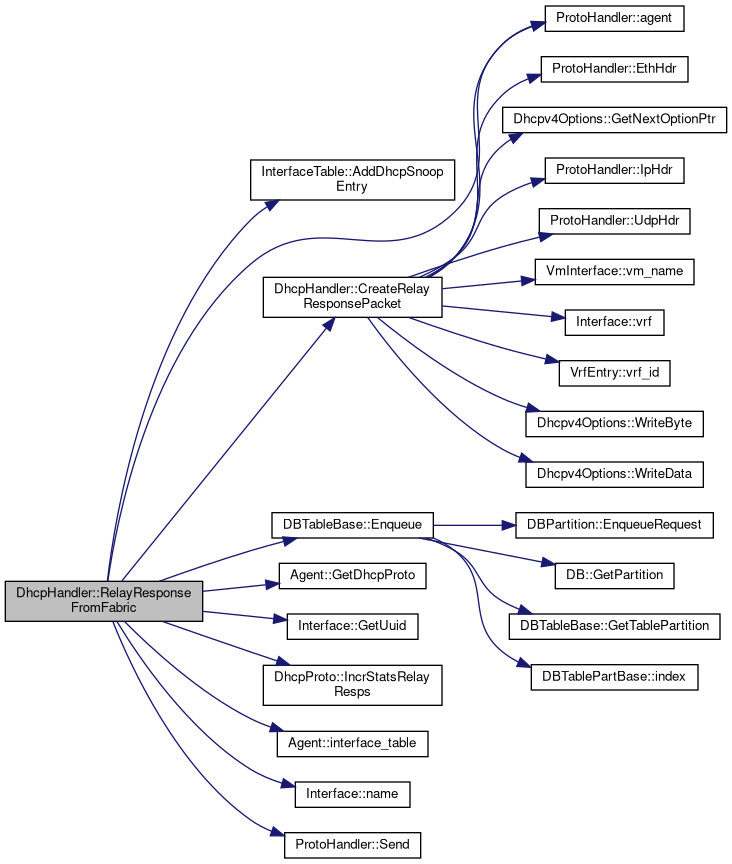 ProtoHandler::agent
ProtoHandler::EthHdr
Dhcpv4Options::GetNextOptionPtr
InterfaceTable::AddDhcpSnoop
Entry
ProtoHandler::IpHdr
ProtoHandler::UdpHdr
VmInterface::vm_name
DhcpHandler::CreateRelay
ResponsePacket
Interface::vrf
VrfEntry::vrf_id
Dhcpv4Options::WriteByte
Dhcpv4Options::WriteData
DBTableBase::Enqueue
DBPartition::EnqueueRequest
Agent::GetDhcpProto
DB::GetPartition
DhcpHandler::RelayResponse
FromFabric
Interface::GetUuid
DBTableBase::GetTablePartition
DhcpProto::IncrStatsRelay
Resps
DBTablePartBase::index
Agent::interface_table
Interface::name
ProtoHandler::Send